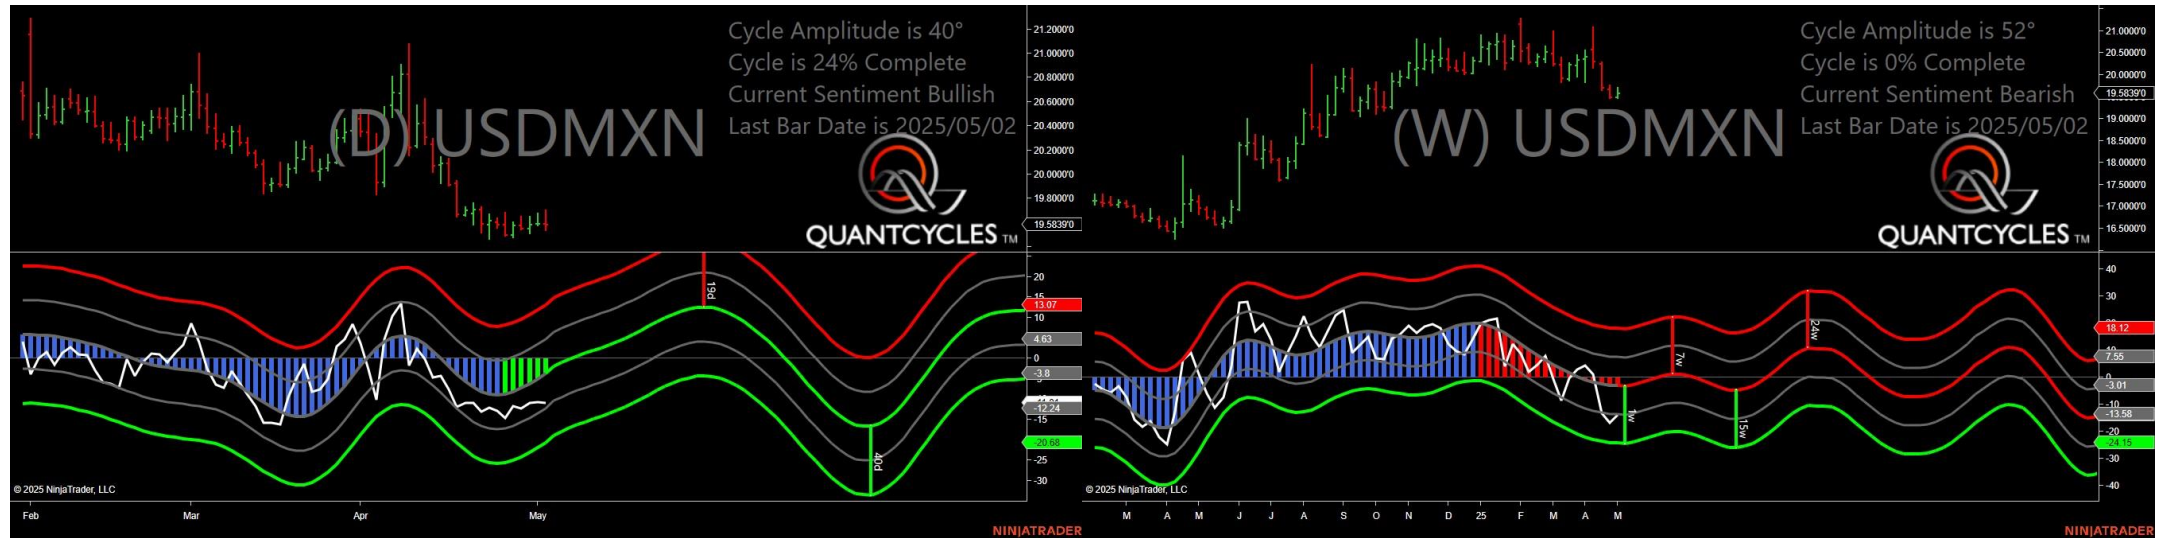 Cycle Amplitude is 40°
Cycle is 24% Complete
Current Sentiment Bullish
Last Bar Date is 2025/05/02
(D) USDMXN
QUANTCYCLES TM
21.2000'0
21.0000'0
20.8000'0
20.6000'0
20.4000'0
20.2000'0
20.0000'0
19.8000'0
19.5839'0
19d
40d
20
15
13.07
10
4.63
0
-3.8
-12.24
-15
-20.68
-25
-30
© 2025 NinjaTrader, LLC
Feb Mar Apr May
NINJATRADER
Cycle Amplitude is 52°
Cycle is 0% Complete
Current Sentiment Bearish
Last Bar Date is 2025/05/02
(W) USDMXN
QUANTCYCLES TM
21.0000'0
20.5000'0
20.0000'0
19.5839'0
19.0000'0
18.5000'0
18.0000'0
17.5000'0
17.0000'0
16.5000'0
1w
7w
15w
24w
40
30
18.12
7.55
0
-3.01
-10
-13.58
-20
-24.15
-30
-40
© 2025 NinjaTrader, LLC
M A M J J A S O N D 25 F M A M
NINJATRADER